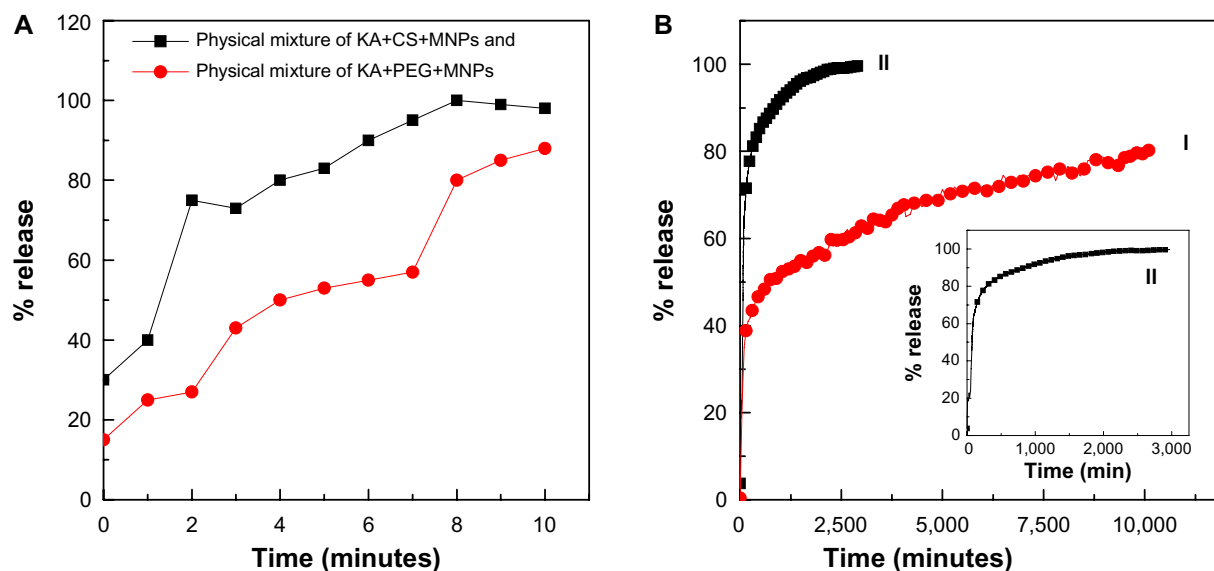 A
120
100
80
60
40
20
0
% release
Physical mixture of KA+CS+MNPs and
Physical mixture of KA+PEG+MNPs
0 2 4 6 8 10
Time (minutes)
B
100
80
60
40
20
0
% release
II
I
0 2,500 5,000 7,500 10,000
Time (minutes)
100
80
60
40
20
0
% release
II
0 1,000 2,000 3,000
Time (min)